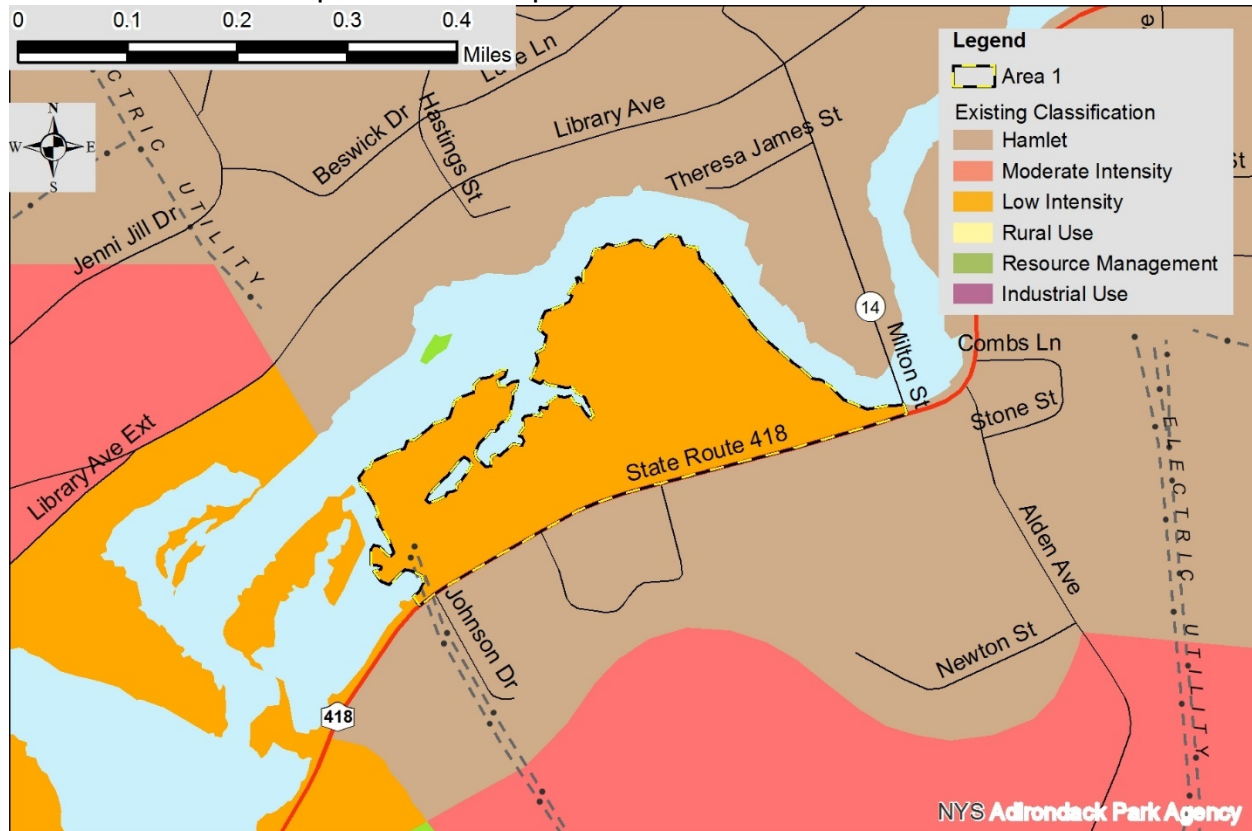 0 0.1 0.2 0.3 0.4
Miles
N
W E
S
Legend
Area 1
Existing Classification
Hamlet
Moderate Intensity
Low Intensity
Rural Use
Resource Management
Industrial Use
CTRIC UTILITY
Beswick Dr
Hastings St
Library Ave
Theresa James St
Jenni Jill Dr
14
Milton St
Combs Ln
Stone St
State Route 418
Library Ave Ext
Alden Ave
ELECTRIC UTILITY
Johnson Dr
Newton St
418
NYS Adirondack Park Agency